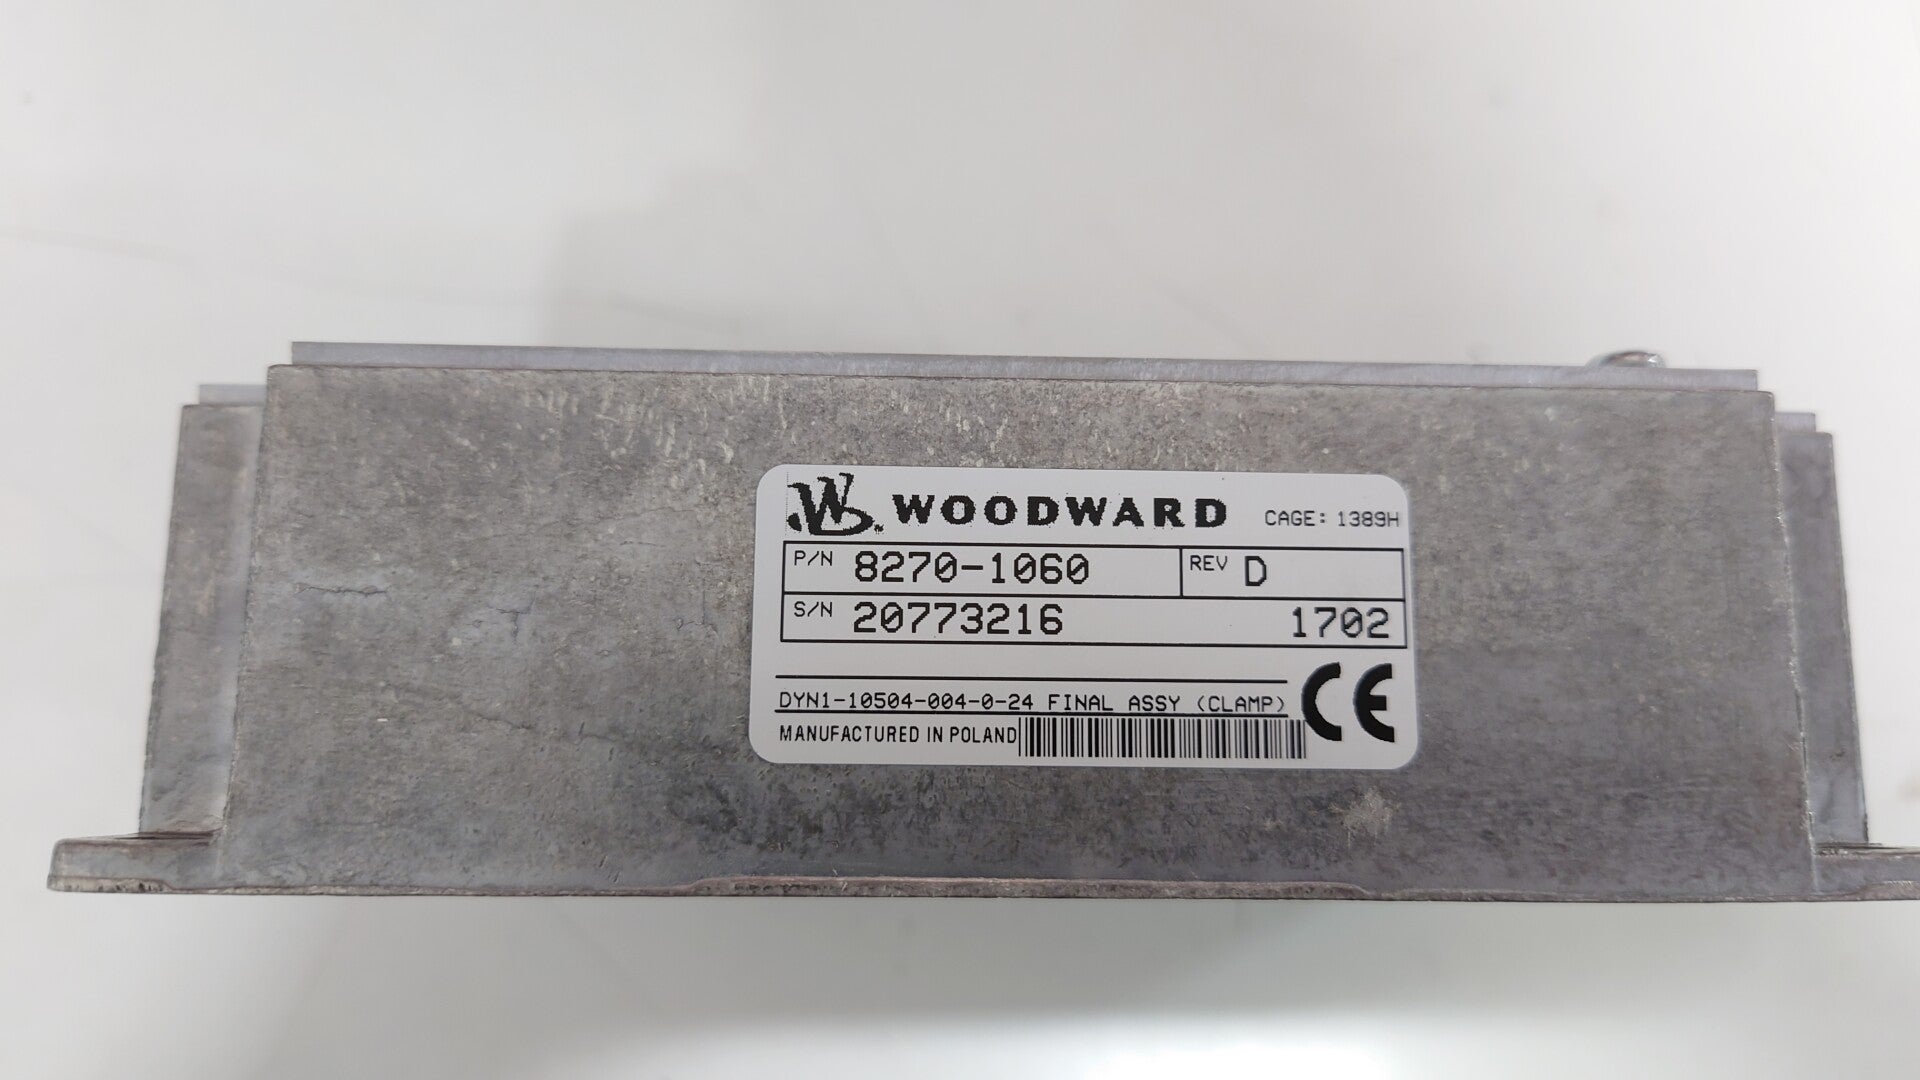 WOODWARD CAGE: 1389H
P/N 8270-1060 REV D
S/N 20773216 1702
DYN1-10504-004-0-24 FINAL ASSY (CLAMP)
MANUFACTURED IN POLAND
CE